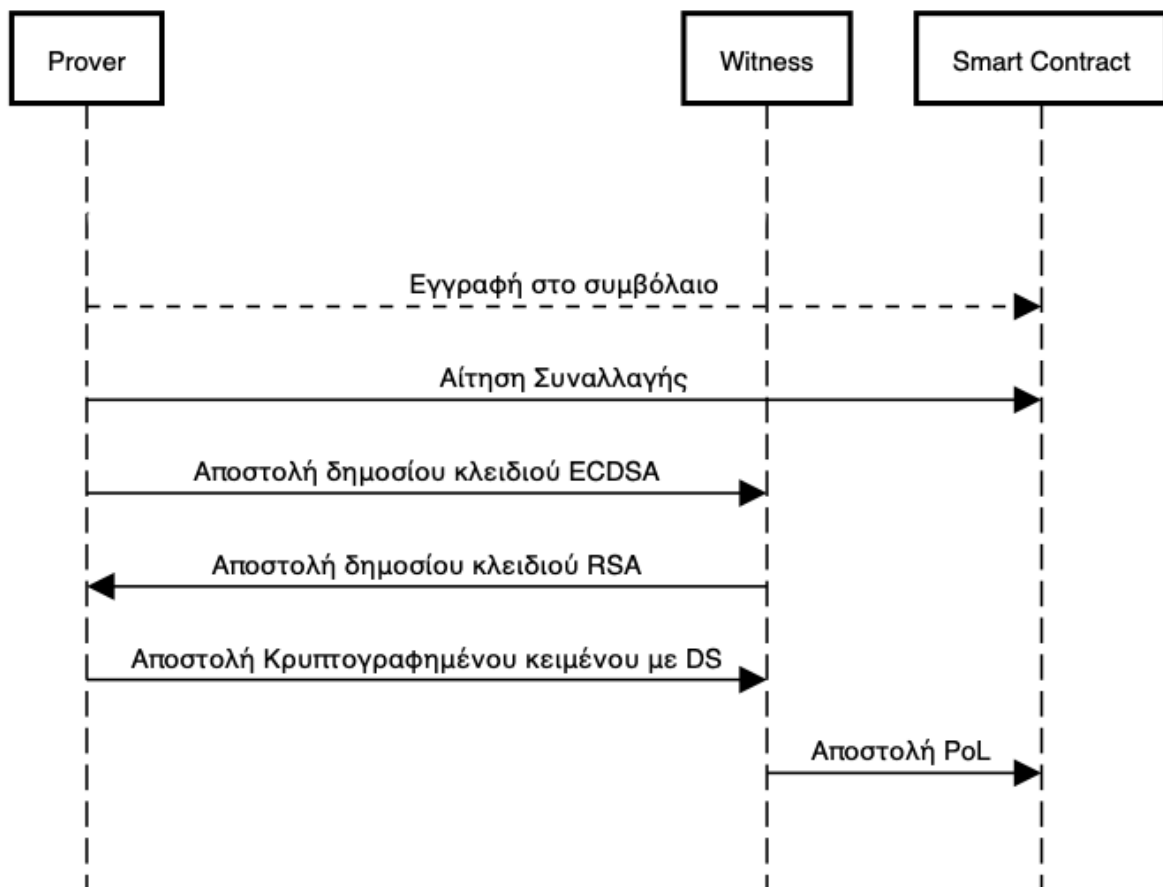 Prover
Witness
Smart Contract
Εγγραφή στο συμβόλαιο
Αίτηση Συναλλαγής
Αποστολή δημοσίου κλειδιού ECDSA
Αποστολή δημοσίου κλειδιού RSA
Αποστολή Κρυπτογραφημένου κειμένου με DS
Αποστολή PoL